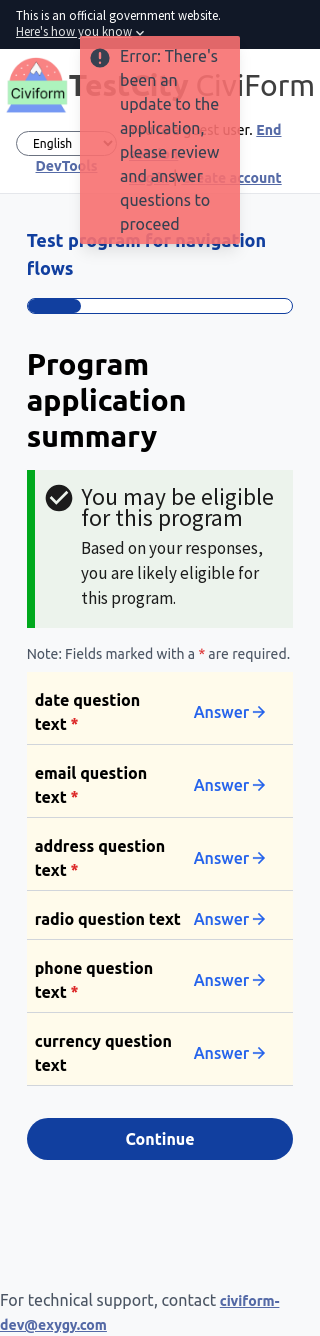 This is an official government website.
Here's how you know
Error: There's
been an
update to the
application,
please review
and answer
questions to
proceed
Civiform
TestCity CiviForm
English
guest user. End
DevTools
account
Test program for navigation
flows
Program
application
summary
You may be eligible
for this program
Based on your responses,
you are likely eligible for
this program.
Note: Fields marked with a * are required.
date question
text *
Answer
email question
text *
Answer
address question
text *
Answer
radio question text Answer
phone question
text *
Answer
currency question
text
Answer
Continue
For technical support, contact civiform-
dev@exygy.com